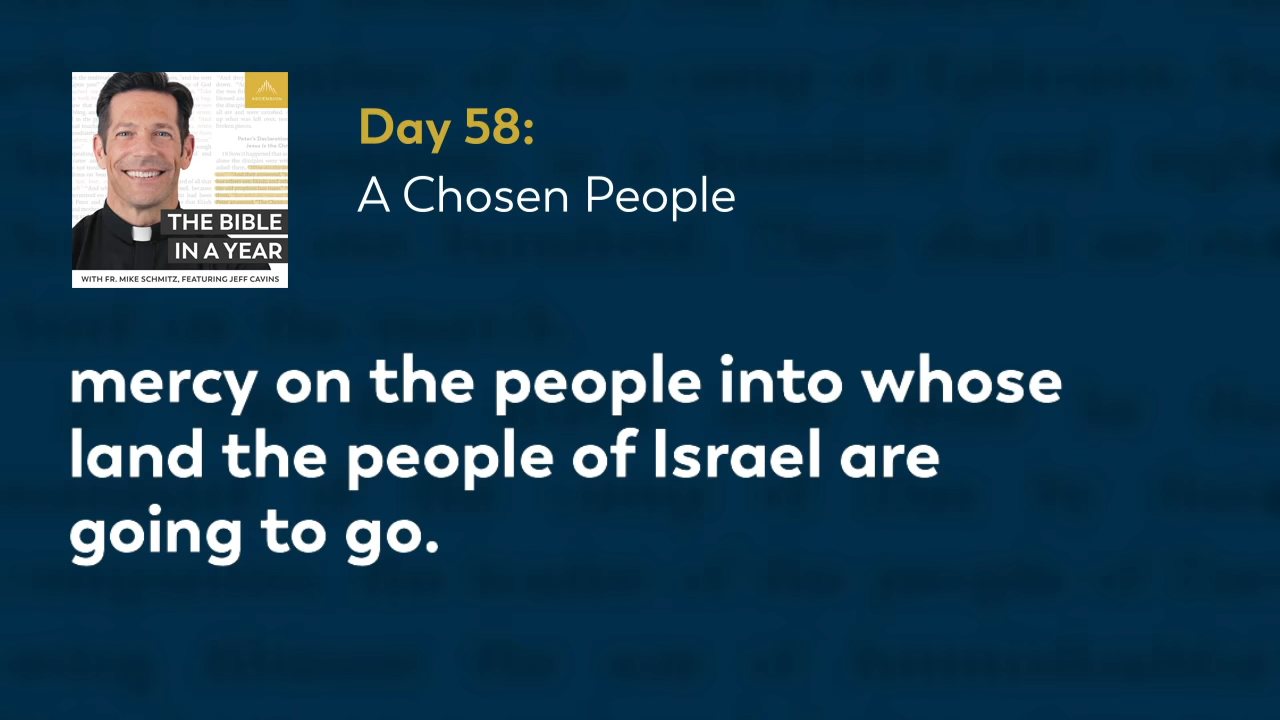 ASCENSION
THE BIBLE
IN A YEAR
WITH FR. MIKE SCHMITZ, FEATURING JEFF CAVINS
Day 58:
A Chosen People
mercy on the people into whose
land the people of Israel are
going to go.